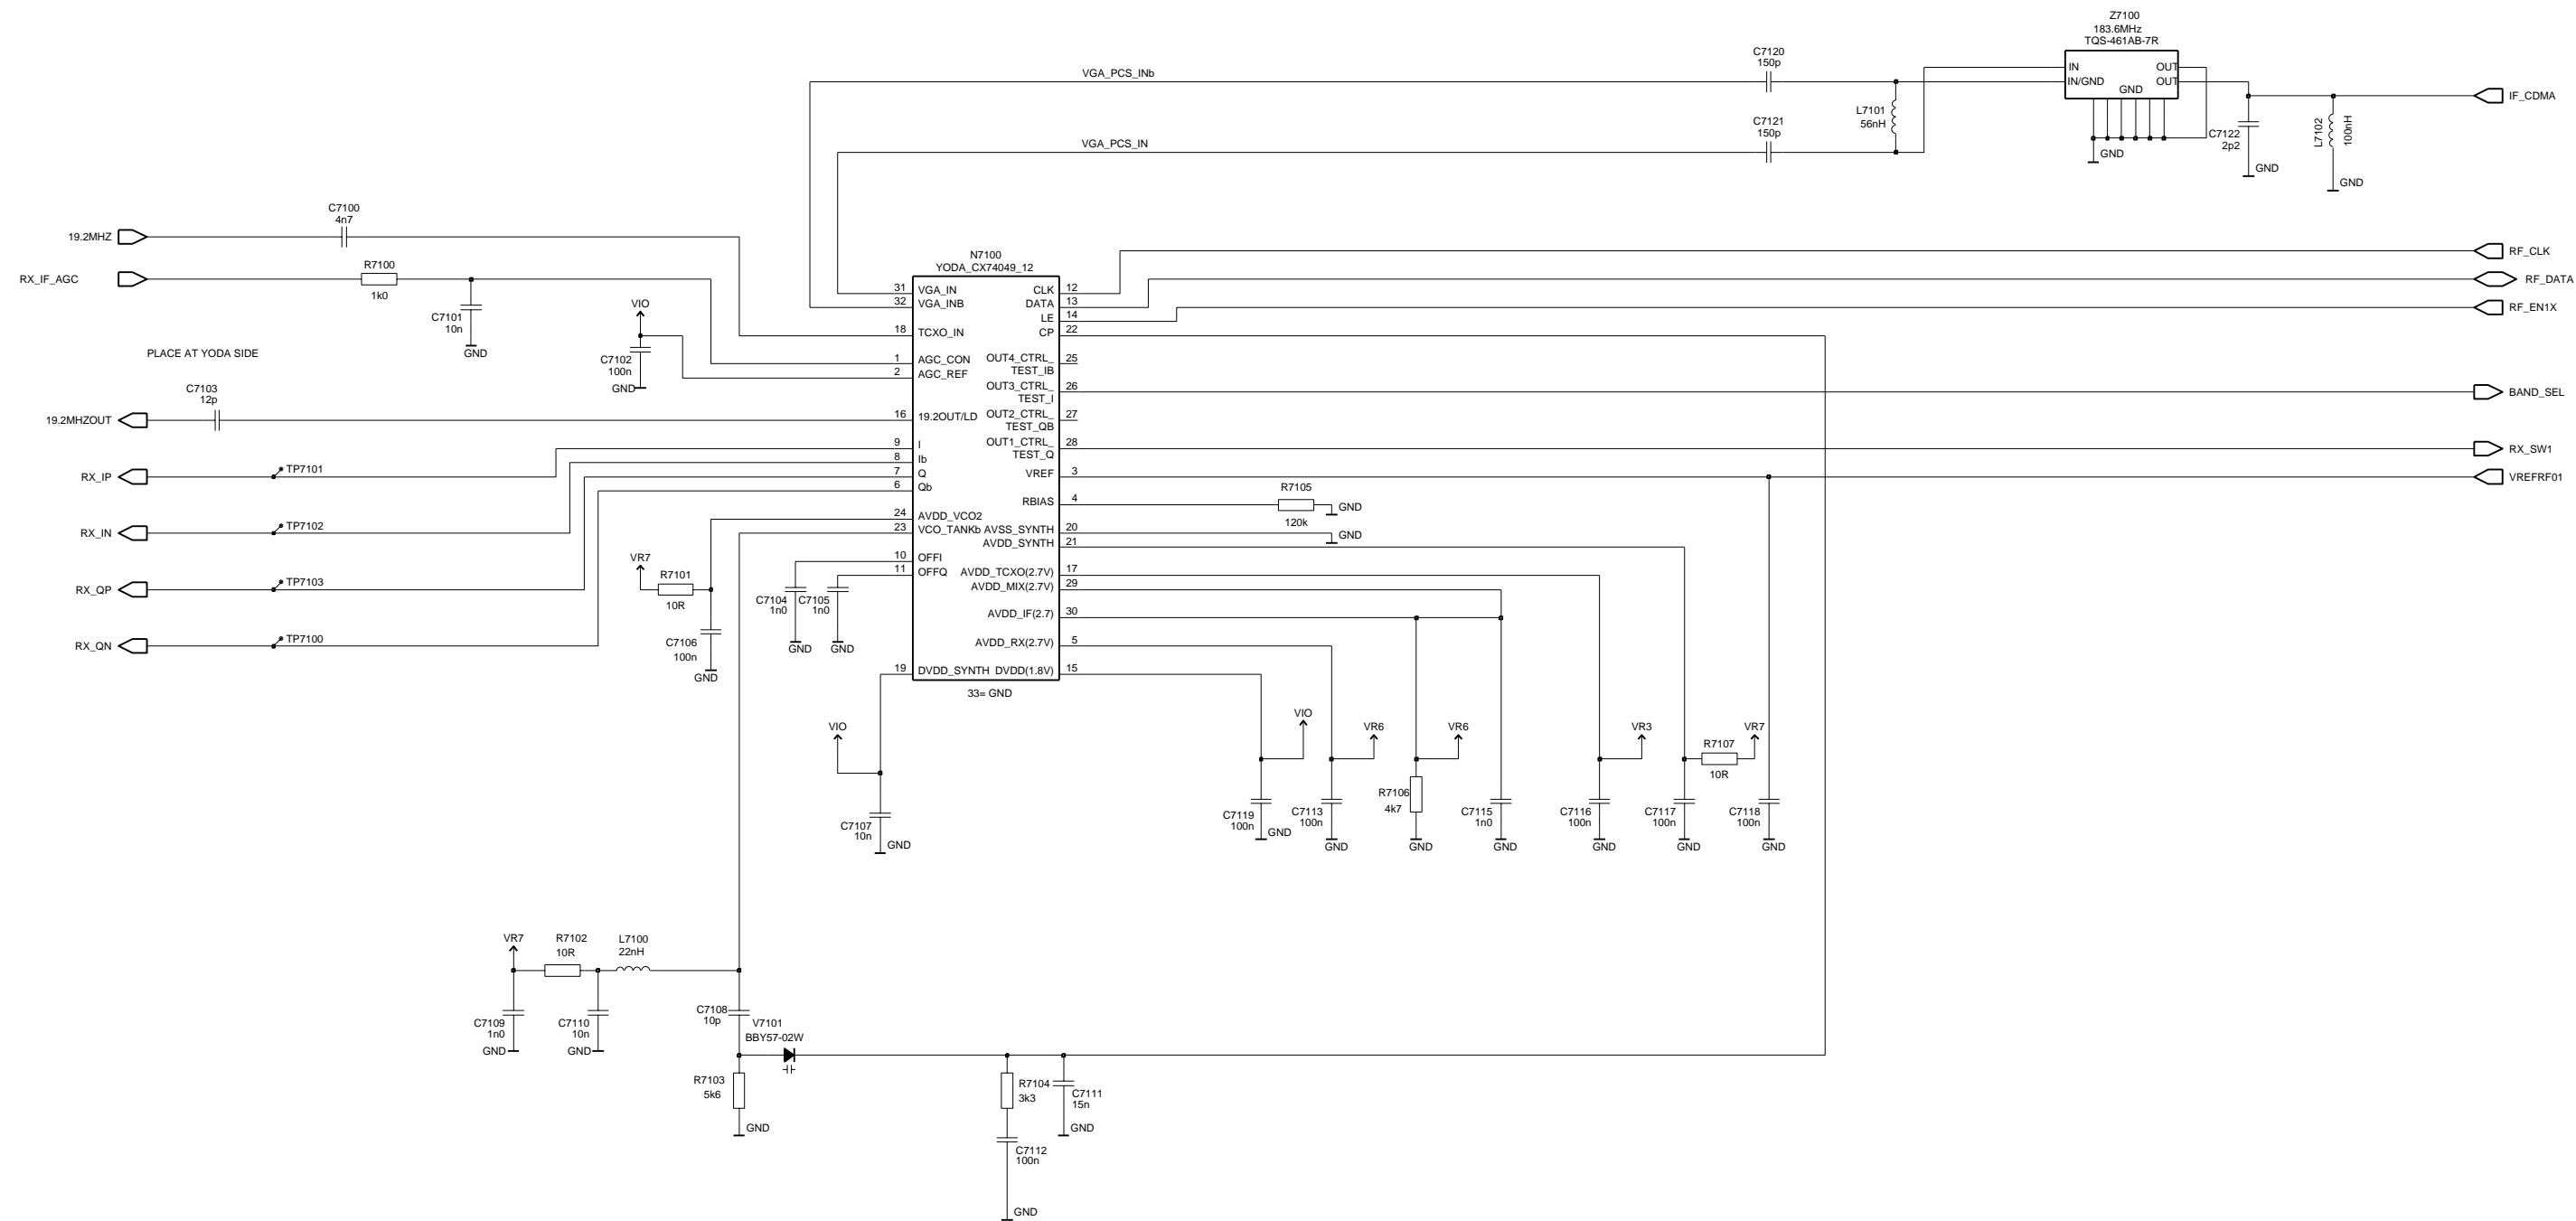 Z7100
183.6MHz
TQS-461AB-7R
IN
IN/GND
OUT
OUT
GND
GND
C7120
150p
VGA_PCS_INb
L7101
56nH
C7121
150p
VGA_PCS_IN
IF_CDMA
C7122
2p2
GND
L7102
100nH
GND
C7100
4n7
19.2MHZ
R7100
1k0
RX_IF_AGC
C7101
10n
GND
VIO
C7102
100n
GND
PLACE AT YODA SIDE
C7103
12p
19.2MHZOUT
RX_IP
TP7101
RX_IN
TP7102
RX_QP
TP7103
RX_QN
TP7100
N7100
YODA_CX74049_12
31 VGA_IN
32 VGA_INB
18 TCXO_IN
1 AGC_CON
2 AGC_REF
16 19.2OUT/LD
9 I
8 Ib
7 Q
6 Qb
24 AVDD_VCO2
23 VCO_TANKb
10 OFFI
11 OFFQ
19 DVDD_SYNTH
CLK 12
DATA 13
LE 14
CP 22
OUT4_CTRL_ 25
TEST_IB
OUT3_CTRL_ 26
TEST_I
OUT2_CTRL_ 27
TEST_QB
OUT1_CTRL_ 28
TEST_Q
VREF 3
RBIAS 4
AVSS_SYNTH 20
AVDD_SYNTH 21
AVDD_TCXO(2.7V) 17
AVDD_MIX(2.7V) 29
AVDD_IF(2.7) 30
AVDD_RX(2.7V) 5
DVDD(1.8V) 15
33= GND
RF_CLK
RF_DATA
RF_EN1X
BAND_SEL
RX_SW1
VREFRF01
R7105
120k
GND
GND
VR7
R7101
10R
C7106
100n
GND
C7104
1n0
GND
C7105
1n0
GND
VIO
C7107
10n
GND
VIO
C7119
100n
GND
VR6
C7113
100n
GND
VR6
R7106
4k7
GND
C7115
1n0
GND
VR3
C7116
100n
GND
R7107
10R
VR7
C7117
100n
GND
C7118
100n
GND
VR7
R7102
10R
L7100
22nH
C7109
1n0
GND
C7110
10n
GND
C7108
10p
V7101
BBY57-02W
R7103
5k6
GND
R7104
3k3
C7111
15n
GND
C7112
100n
GND